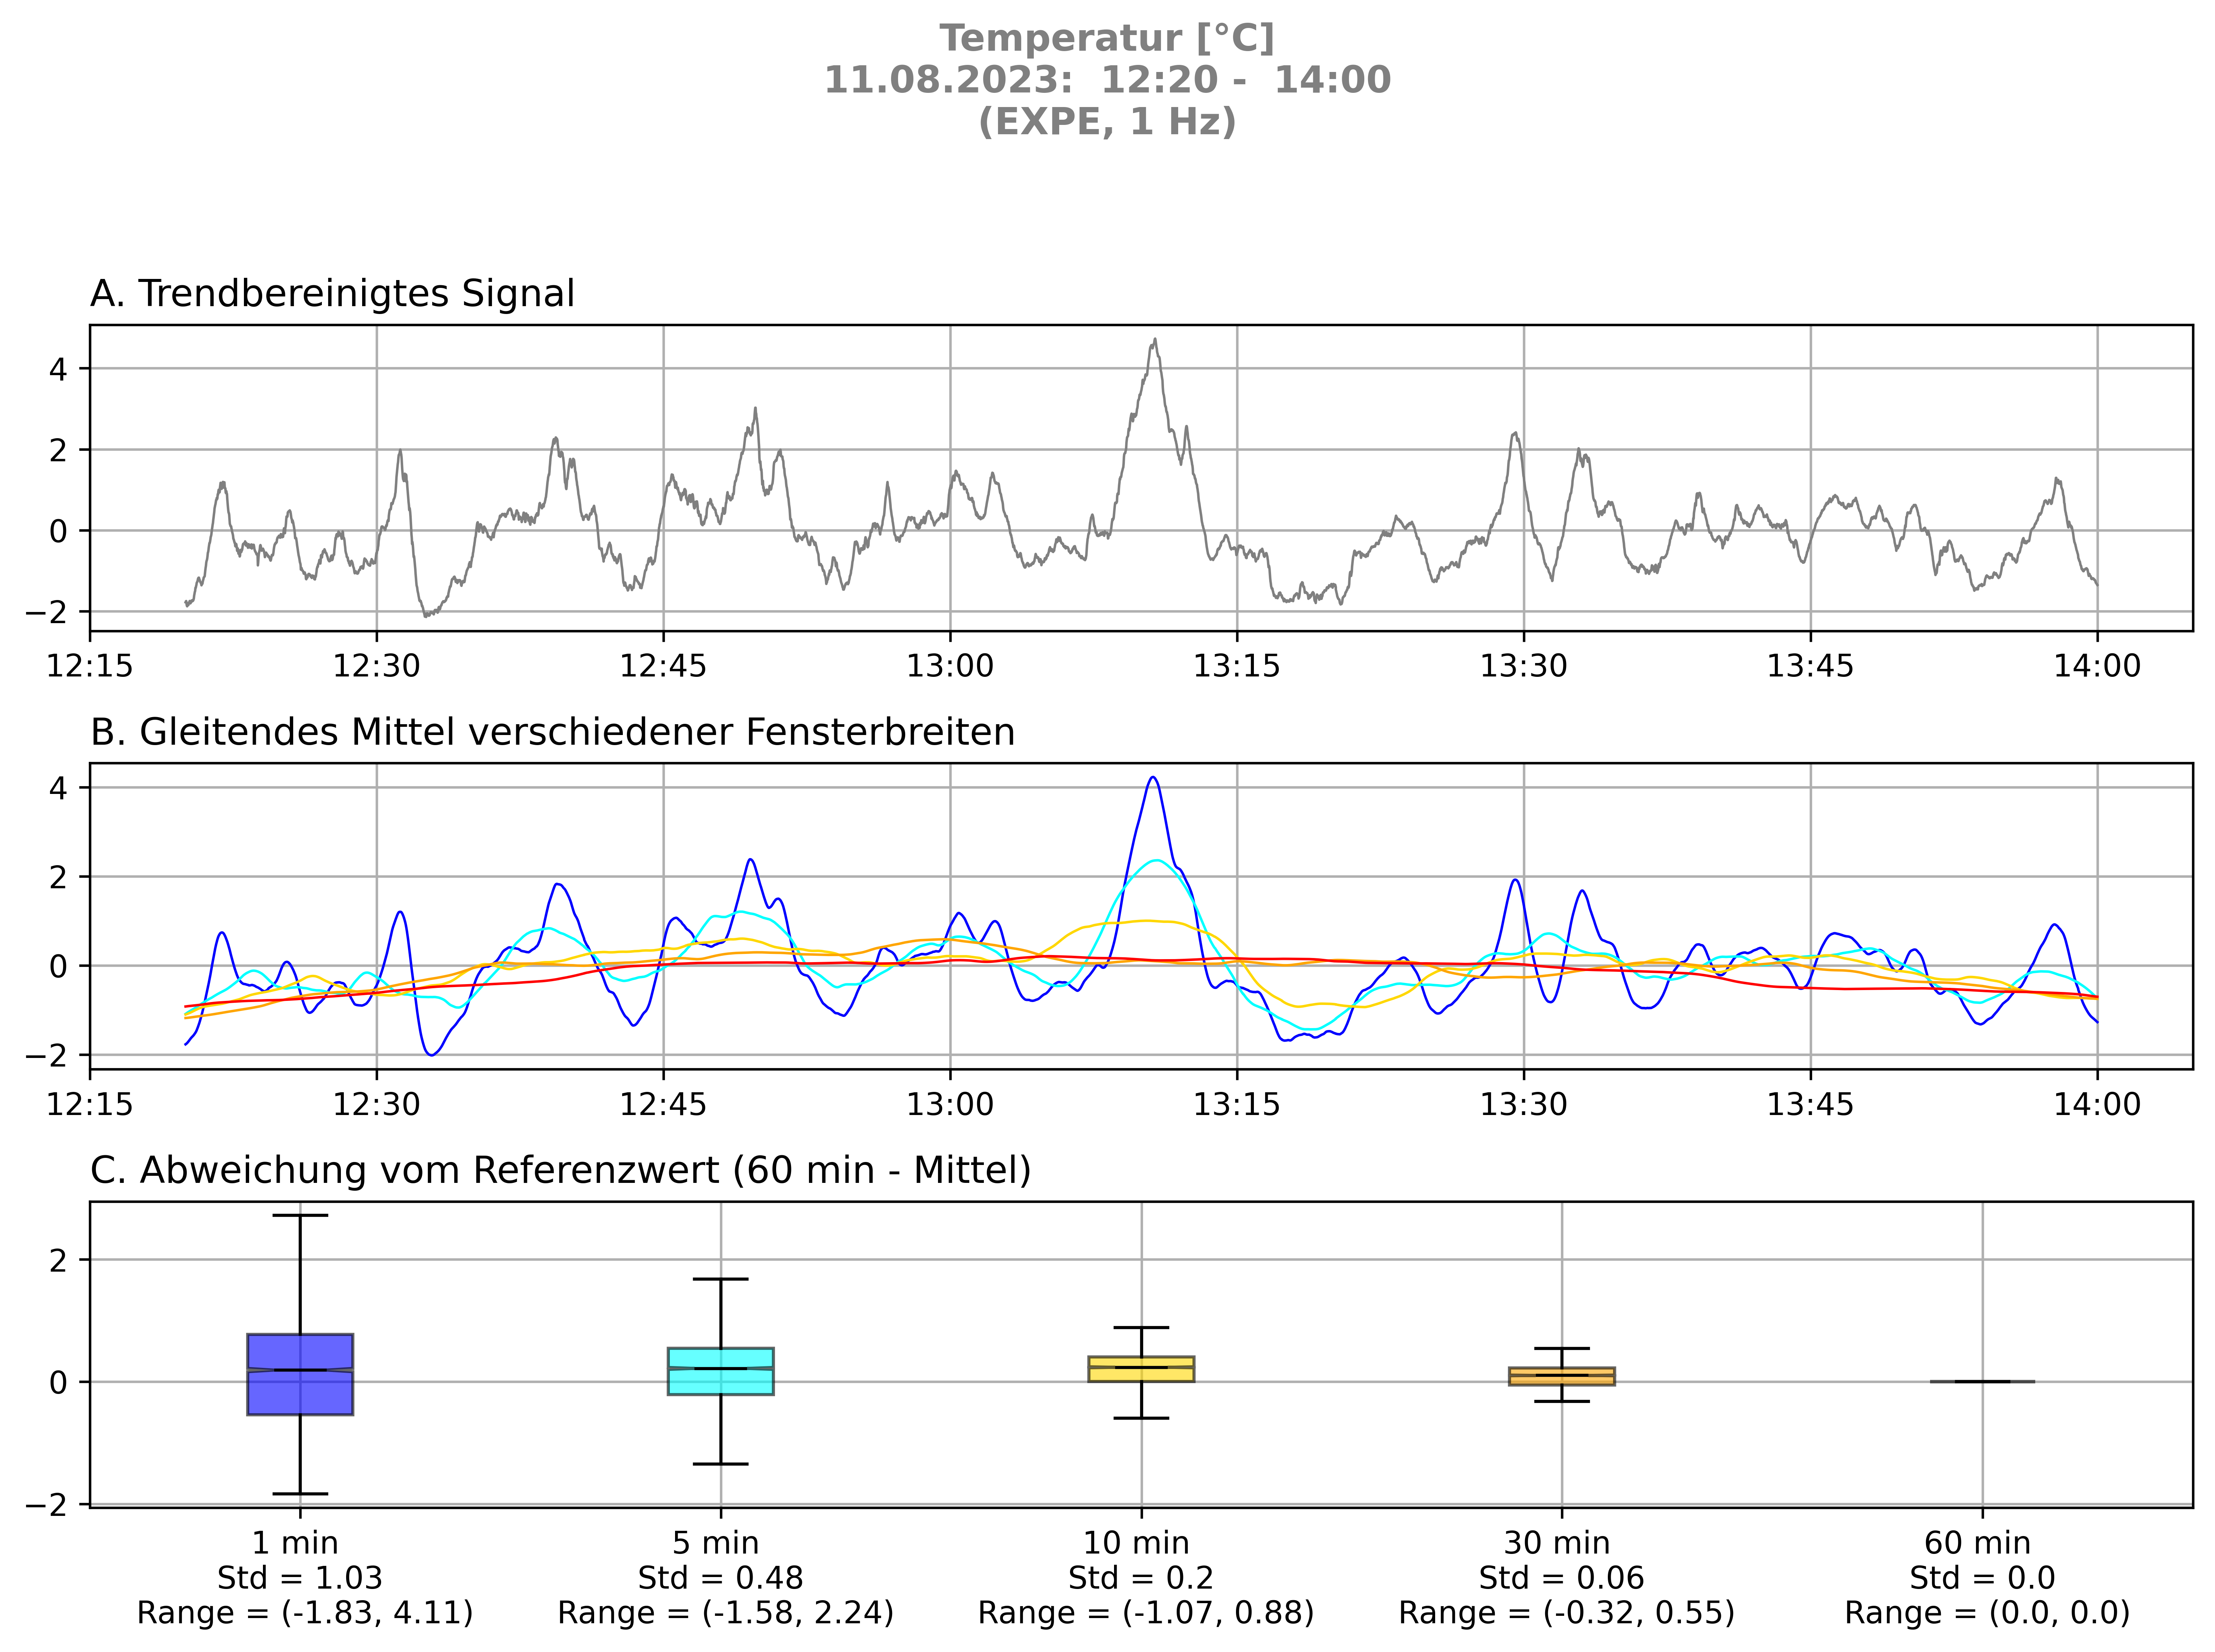 Temperatur [°C]
11.08.2023:  12:20 -  14:00
(EXPE, 1 Hz)
A. Trendbereinigtes Signal
4
2
0
−2
12:15 12:30 12:45 13:00 13:15 13:30 13:45 14:00
B. Gleitendes Mittel verschiedener Fensterbreiten
4
2
0
−2
12:15 12:30 12:45 13:00 13:15 13:30 13:45 14:00
C. Abweichung vom Referenzwert (60 min - Mittel)
2
0
−2
1 min 5 min 10 min 30 min 60 min
Std = 1.03 Std = 0.48 Std = 0.2 Std = 0.06 Std = 0.0
Range = (-1.83, 4.11) Range = (-1.58, 2.24) Range = (-1.07, 0.88) Range = (-0.32, 0.55) Range = (0.0, 0.0)